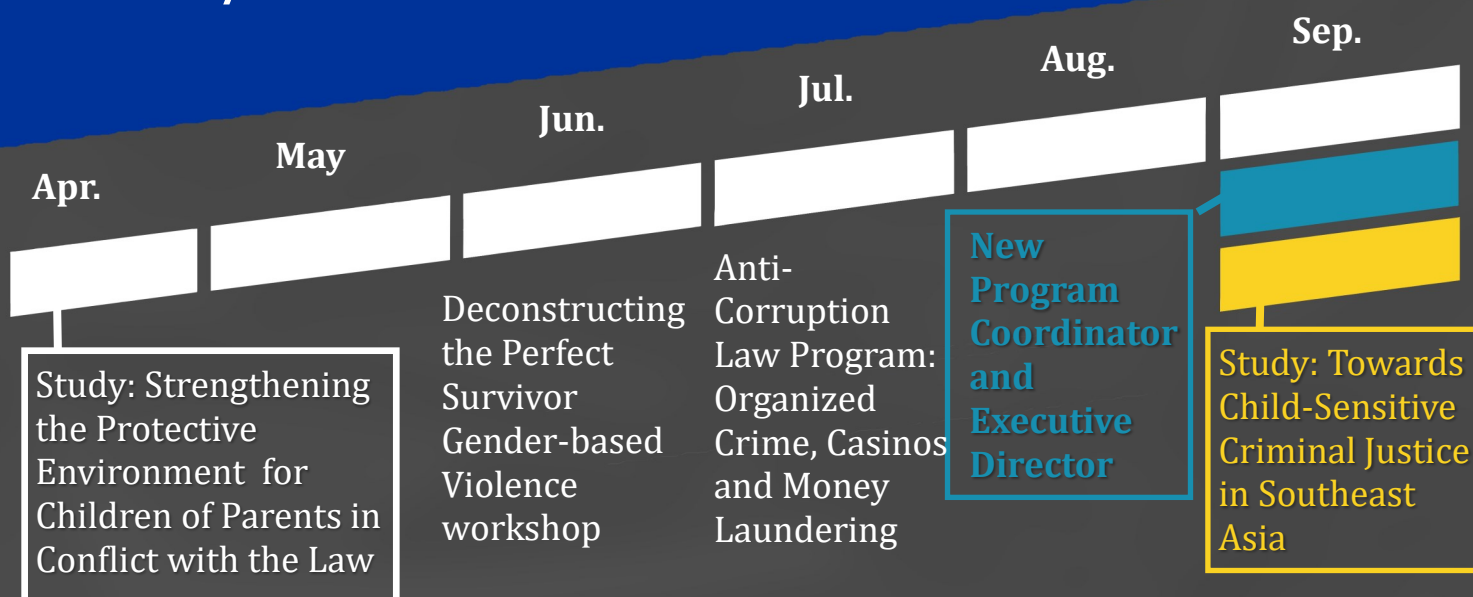 Apr.
May
Jun.
Jul.
Aug.
Sep.
Study: Strengthening
the Protective
Environment for
Children of Parents in
Conflict with the Law
Deconstructing
the Perfect
Survivor
Gender-based
Violence
workshop
Anti-
Corruption
Law Program:
Organized
Crime, Casinos
and Money
Laundering
New
Program
Coordinator
and
Executive
Director
Study: Towards
Child-Sensitive
Criminal Justice
in Southeast
Asia